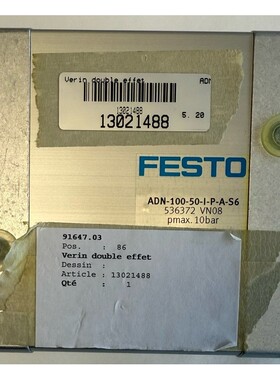 Verin double effet ADN
13021488
13021488 5. 20
FESTO
ADN-100-50-I-P-A-S6
536372 VN08
pmax. 10bar
91647.03
Pos. : 86
Verin double effet
Dessin :
Article : 13021488
Qté : 1